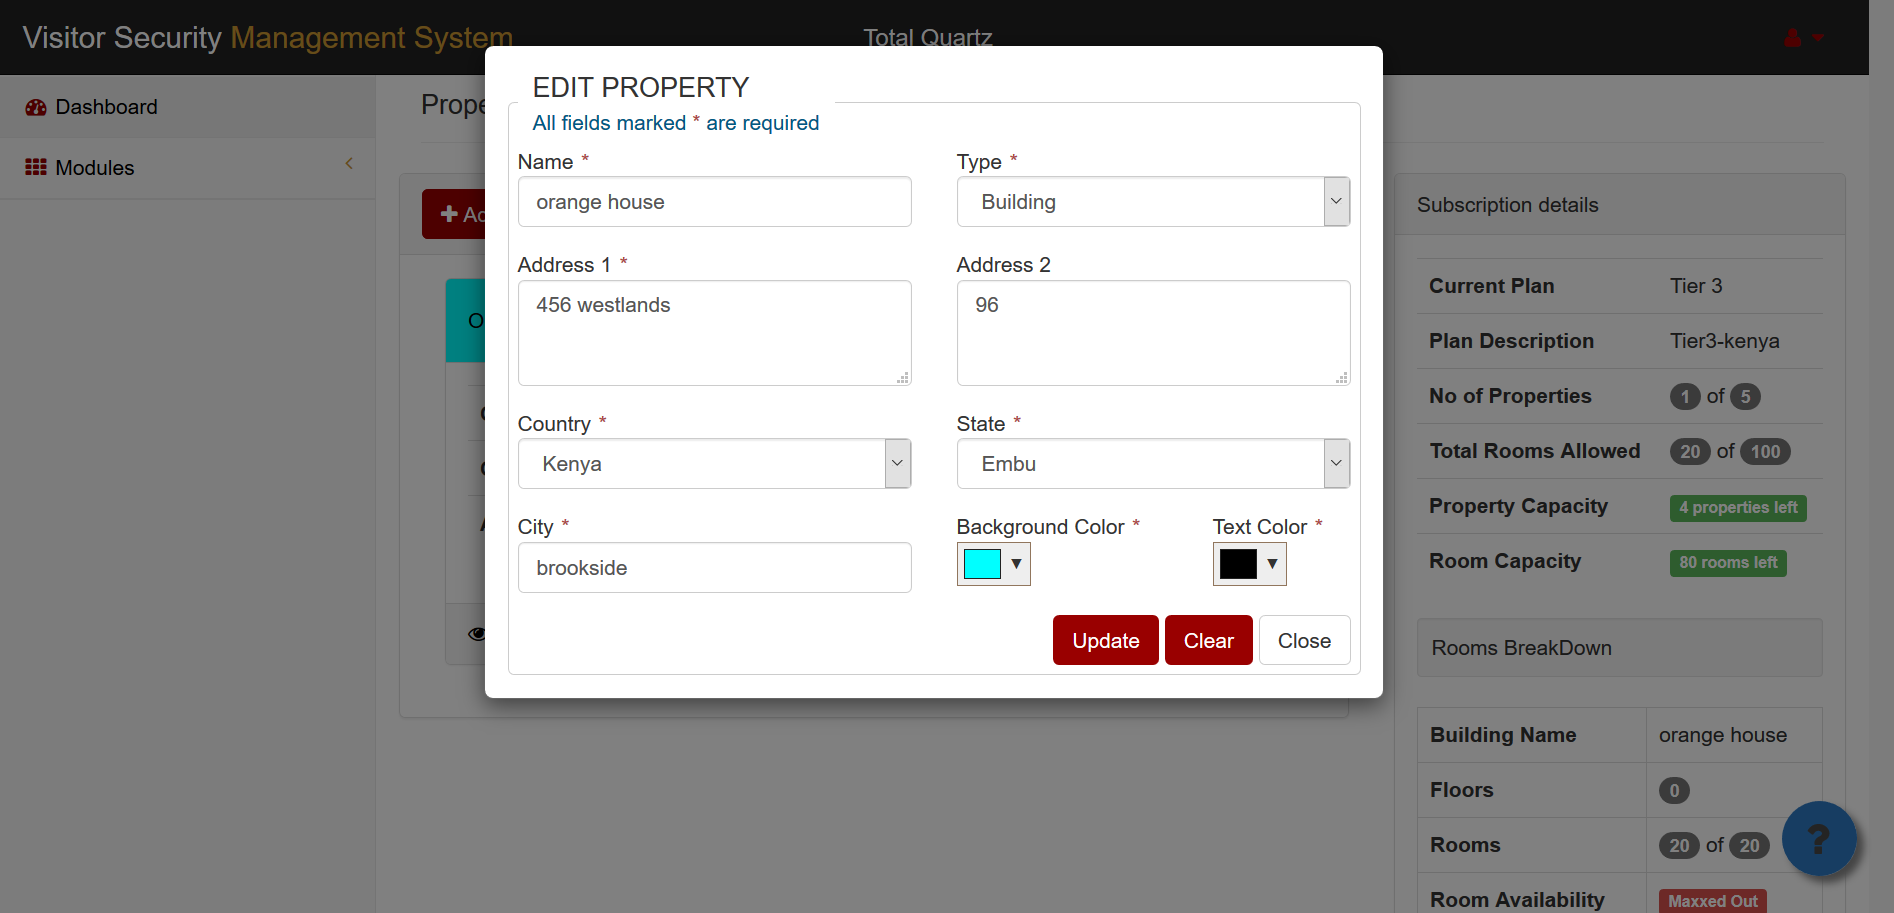 Visitor Security Management System
Total Quartz
Dashboard
Modules
EDIT PROPERTY
All fields marked * are required
Name *
orange house
Type *
Building
Address 1 *
456 westlands
Address 2
96
Country *
Kenya
State *
Embu
City *
brookside
Background Color *
Text Color *
Update
Clear
Close
Subscription details
Current Plan Tier 3
Plan Description Tier3-kenya
No of Properties 1 of 5
Total Rooms Allowed 20 of 100
Property Capacity 4 properties left
Room Capacity 80 rooms left
Rooms BreakDown
Building Name orange house
Floors 0
Rooms 20 of 20
Room Availability Maxxed Out
?